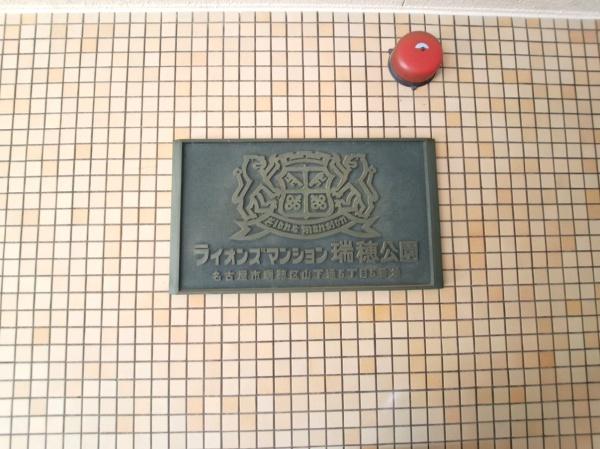 Lions Mansion
ライオンズマンション 瑞穂公園
名古屋市瑞穂区山下通5丁目5番2